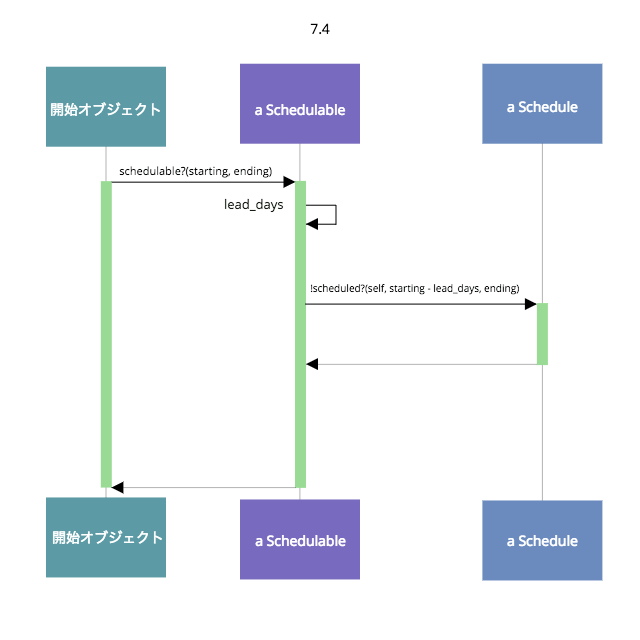 7.4
開始オブジェクト
a Schedulable
a Schedule
schedulable?(starting, ending)
lead_days
!scheduled?(self, starting - lead_days, ending)
開始オブジェクト
a Schedulable
a Schedule